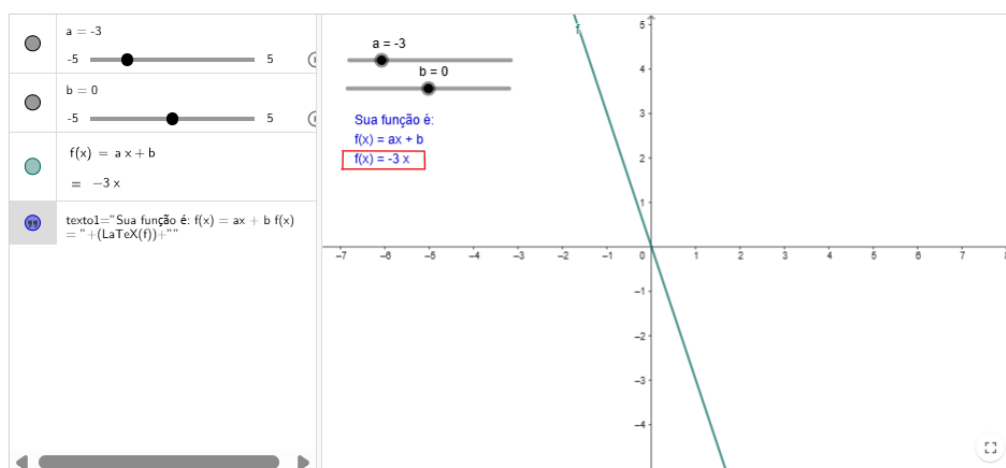 a = -3
-5 5
b = 0
-5 5
f(x) = a x + b
= −3 x
texto1="Sua função é: f(x) = ax + b f(x)
= "+(LaTeX(f))+""
a = -3
b = 0
Sua função é:
f(x) = ax + b
f(x) = -3 x
f
5
4
3
2
1
−7 −6 −5 −4 −3 −2 −1 0 1 2 3 4 5 6 7 8
−1
−2
−3
−4